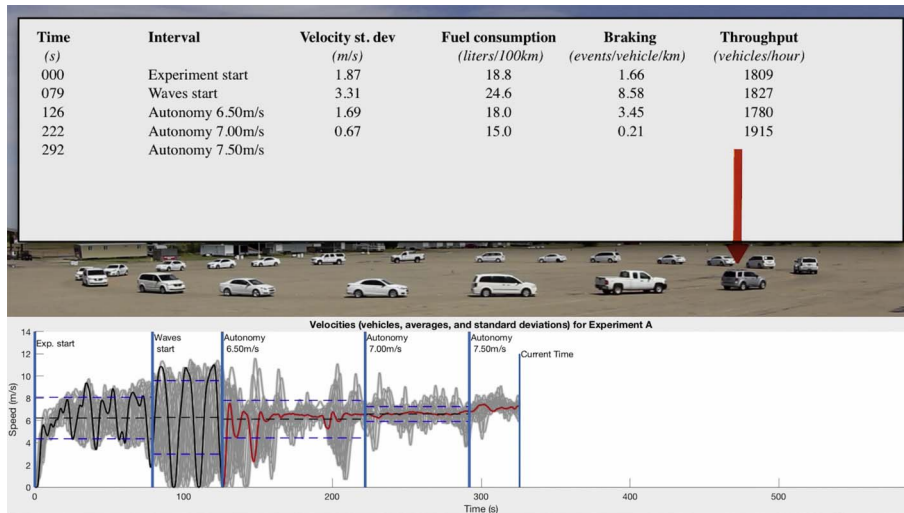 Time Interval Velocity st. dev Fuel consumption Braking Throughput
(s) (m/s) (liters/100km) (events/vehicle/km) (vehicles/hour)
000 Experiment start 1.87 18.8 1.66 1809
079 Waves start 3.31 24.6 8.58 1827
126 Autonomy 6.50m/s 1.69 18.0 3.45 1780
222 Autonomy 7.00m/s 0.67 15.0 0.21 1915
292 Autonomy 7.50m/s
Velocities (vehicles, averages, and standard deviations) for Experiment A
Exp. start
Waves
start
Autonomy
6.50m/s
Autonomy
7.00m/s
Autonomy
7.50m/s
Current Time
Speed (m/s)
14
12
10
8
6
4
2
0
0 100 200 300 400 500
Time (s)